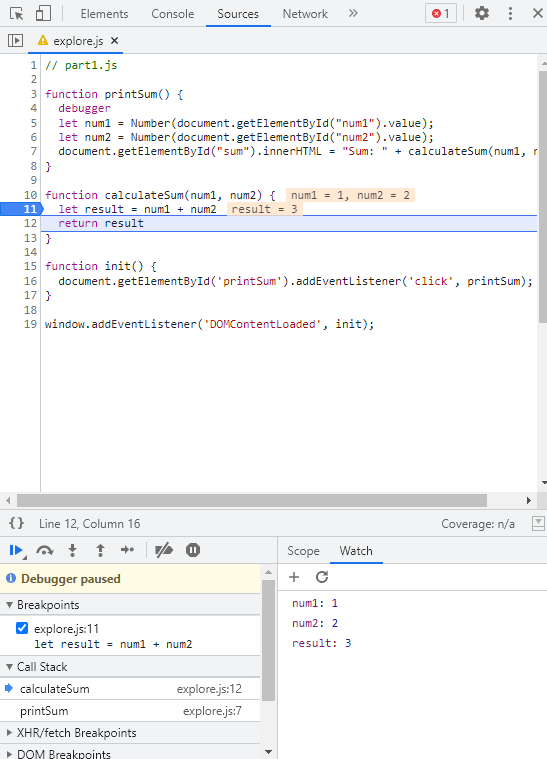 Elements Console Sources Network 1
explore.js
1 // part1.js
2
3 function printSum() {
4 debugger
5 let num1 = Number(document.getElementById("num1").value);
6 let num2 = Number(document.getElementById("num2").value);
7 document.getElementById("sum").innerHTML = "Sum: " + calculateSum(num1, n
8 }
9
10 function calculateSum(num1, num2) { num1 = 1, num2 = 2
11 let result = num1 + num2 result = 3
12 return result
13 }
14
15 function init() {
16 document.getElementById('printSum').addEventListener('click', printSum);
17 }
18
19 window.addEventListener('DOMContentLoaded', init);
{} Line 12, Column 16 Coverage: n/a
Debugger paused
Breakpoints
explore.js:11
let result = num1 + num2
Call Stack
calculateSum explore.js:12
printSum explore.js:7
XHR/fetch Breakpoints
DOM Breakpoints
Scope Watch
num1: 1
num2: 2
result: 3